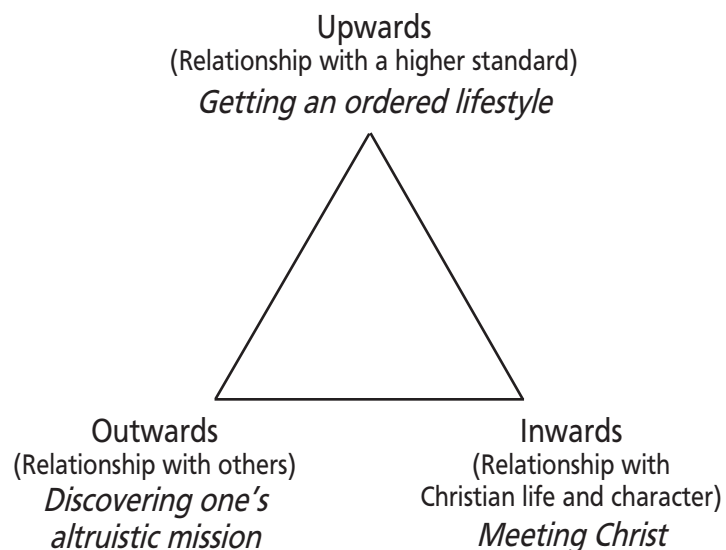 Upwards
(Relationship with a higher standard)
Getting an ordered lifestyle
Outwards
(Relationship with others)
Discovering one's
altruistic mission
Inwards
(Relationship with
Christian life and character)
Meeting Christ